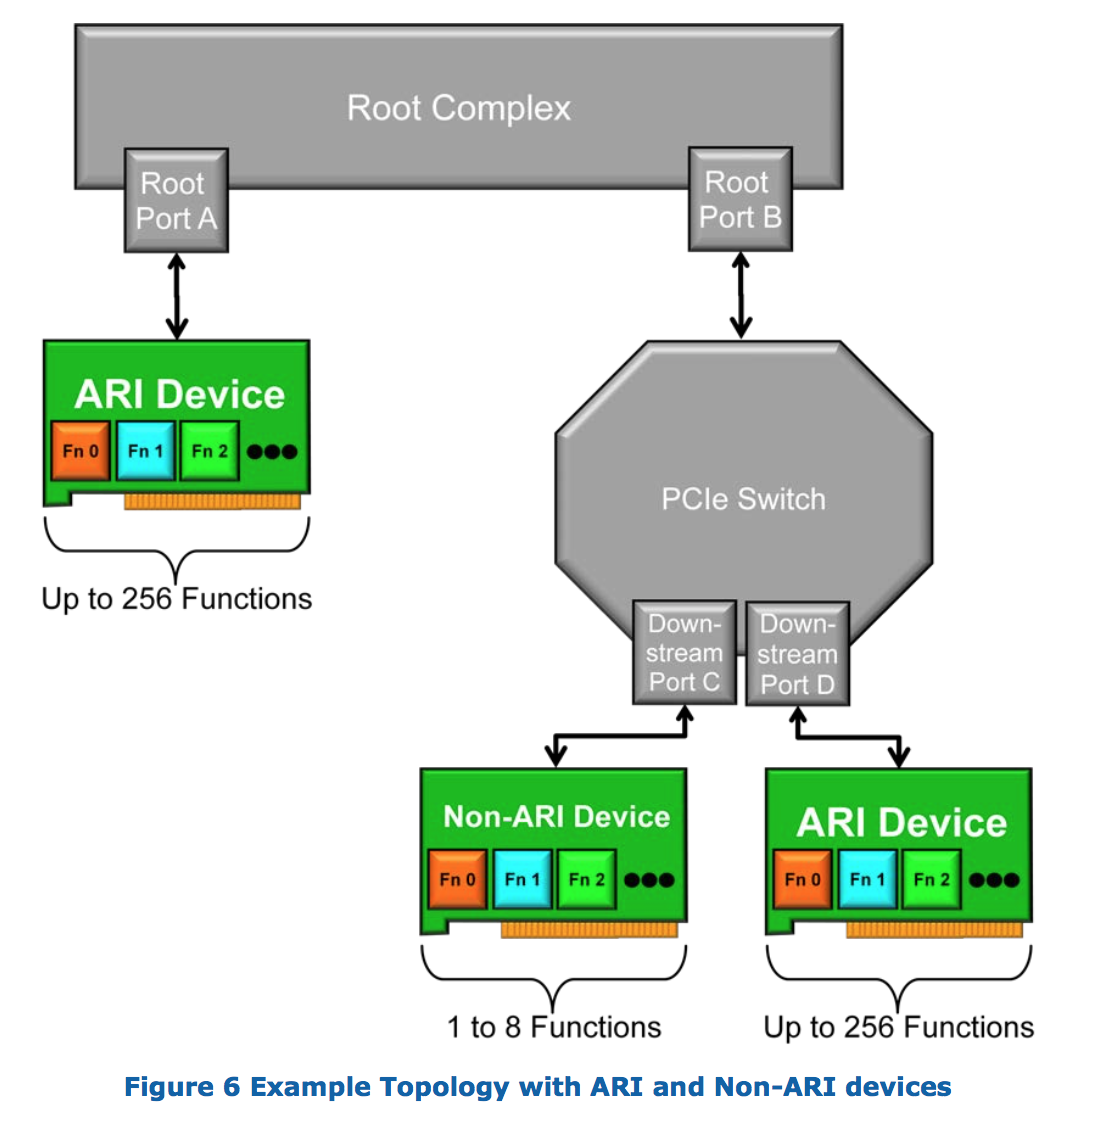 Root Complex
Root
Port A
Root
Port B
ARI Device
Fn 0
Fn 1
Fn 2
Up to 256 Functions
PCIe Switch
Down-
stream
Port C
Down-
stream
Port D
Non-ARI Device
Fn 0
Fn 1
Fn 2
1 to 8 Functions
ARI Device
Fn 0
Fn 1
Fn 2
Up to 256 Functions
Figure 6 Example Topology with ARI and Non-ARI devices